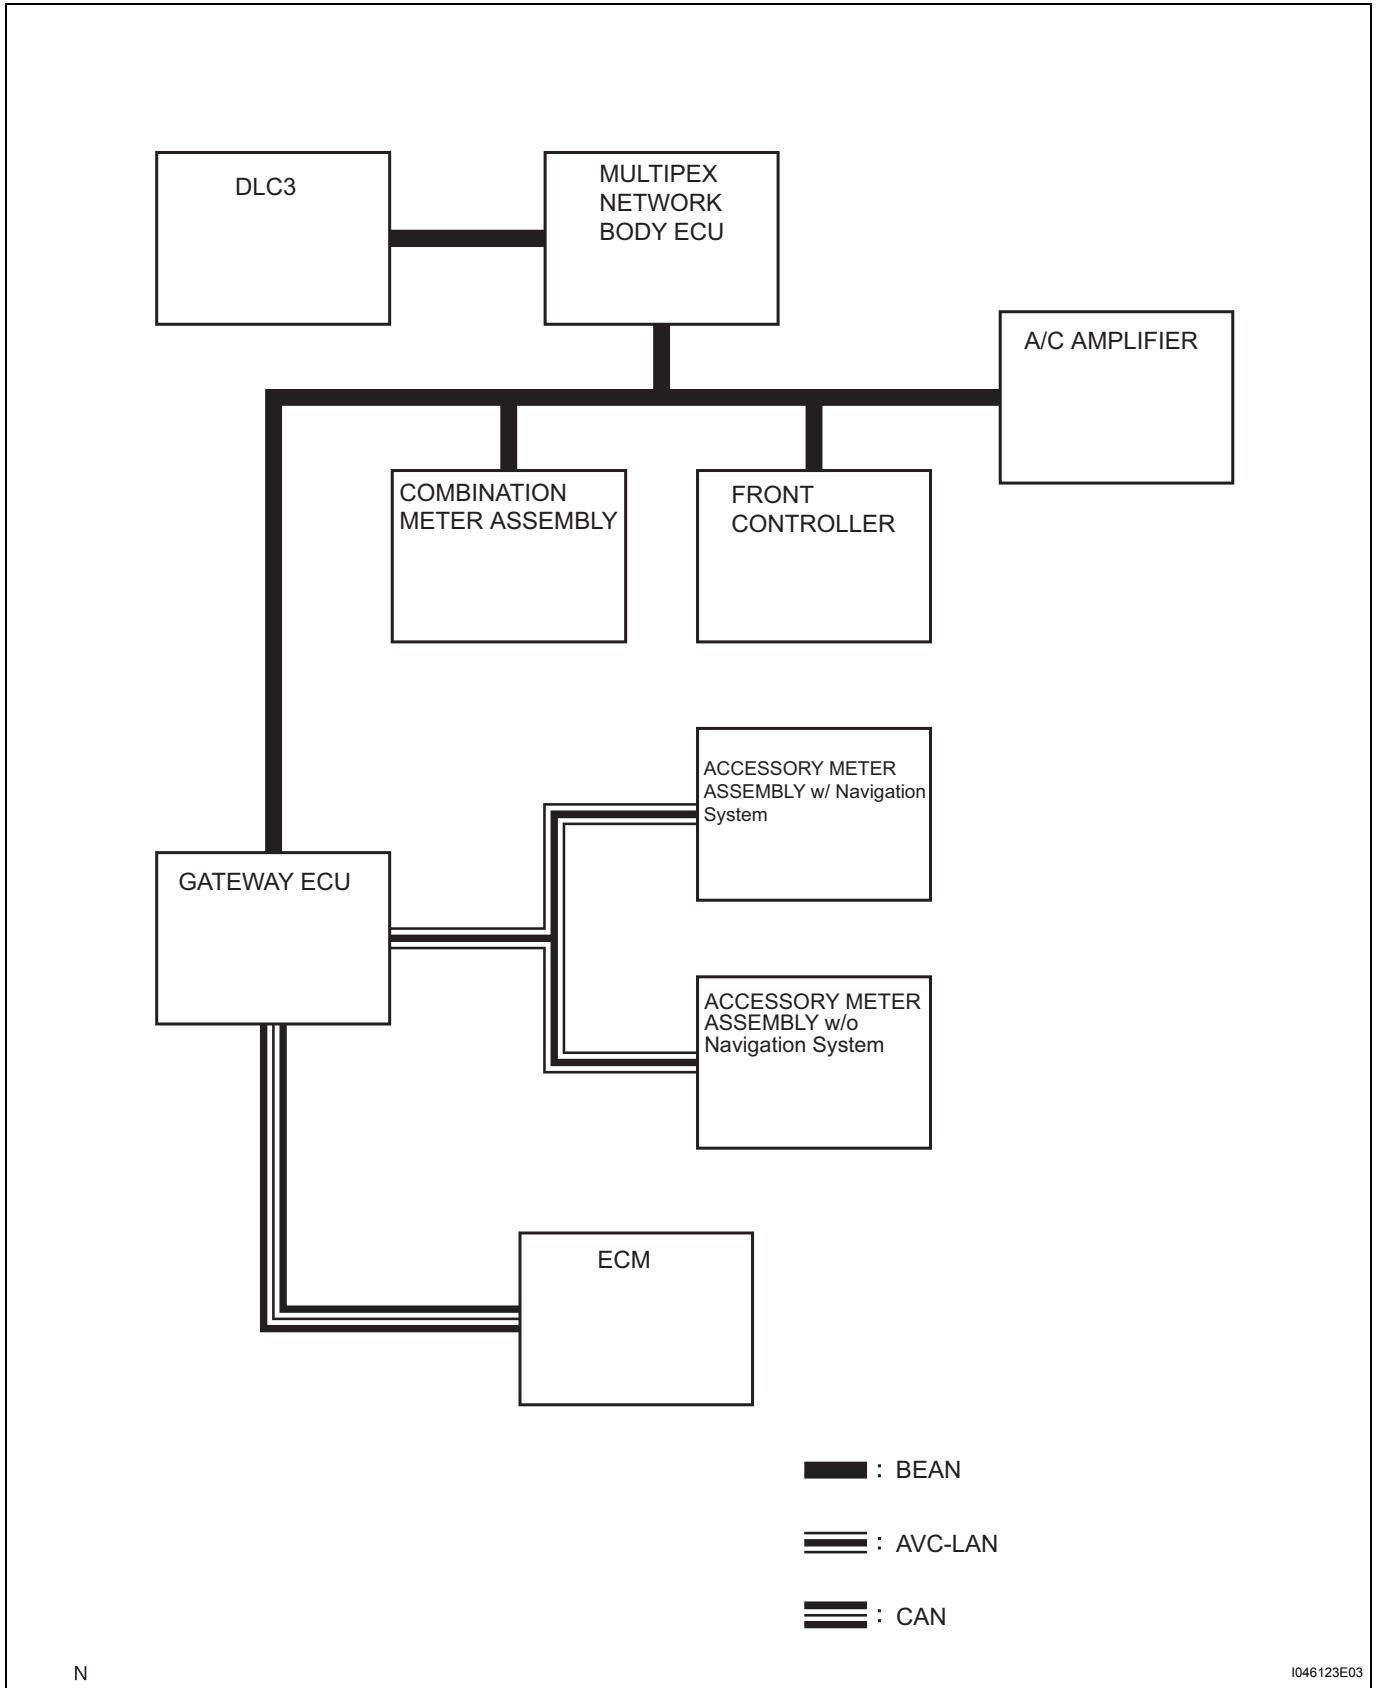 DLC3
MULTIPEX
NETWORK
BODY ECU
A/C AMPLIFIER
COMBINATION
METER ASSEMBLY
FRONT
CONTROLLER
ACCESSORY METER
ASSEMBLY w/ Navigation
System
GATEWAY ECU
ACCESSORY METER
ASSEMBLY w/o
Navigation System
ECM
: BEAN
: AVC-LAN
: CAN
N
I046123E03